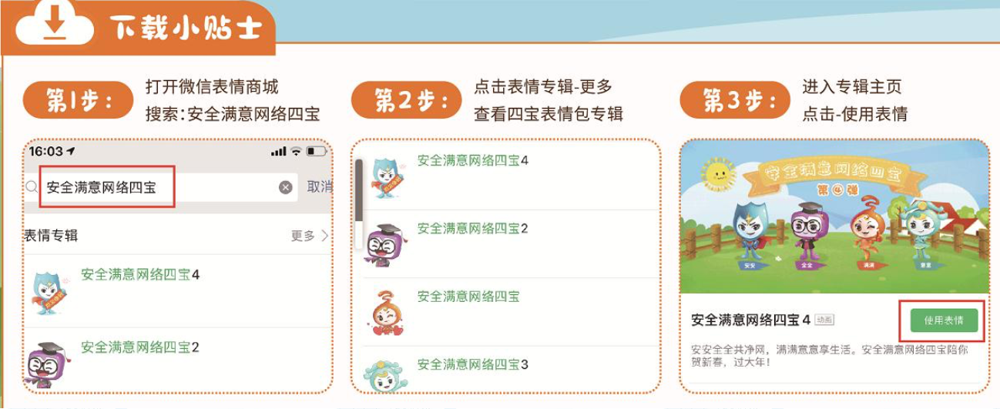 下载小贴士
第1步：
打开微信表情商城
搜索：安全满意网络四宝
16:03
安全满意网络四宝
取消
表情专辑
更多
安全满意网络四宝4
安全满意网络四宝2
第2步：
点击表情专辑-更多
查看四宝表情包专辑
安全满意网络四宝4
安全满意网络四宝2
安全满意网络四宝
安全满意网络四宝3
第3步：
进入专辑主页
点击-使用表情
安全满意网络四宝
第④弹
安安
全全
满满
意意
安全满意网络四宝4
动画
使用表情
安安全全共净网，满满意意享生活。安全满意网络四宝陪你
贺新春，过大年！